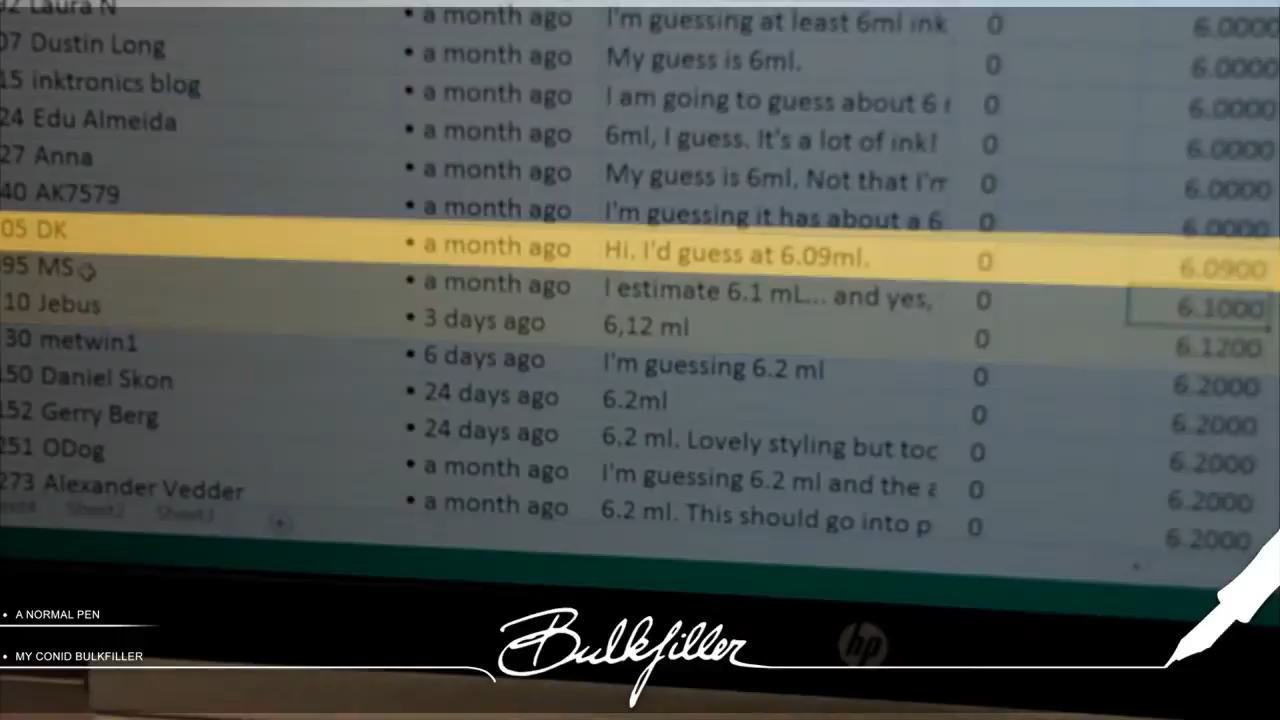 92 Laura N • a month ago I'm guessing at least 6ml ink 0 6.0000
07 Dustin Long • a month ago My guess is 6ml. 0 6.0000
15 inktronics blog • a month ago I am going to guess about 6 0 6.0000
24 Edu Almeida • a month ago 6ml, I guess. It's a lot of ink! 0 6.0000
27 Anna • a month ago My guess is 6ml. Not that I'm 0 6.0000
40 AK7579 • a month ago I'm guessing it has about a 6 0 6.0000
05 DK • a month ago Hi. I'd guess at 6.09ml. 0 6.0900
95 MS • a month ago I estimate 6.1 mL... and yes, 0 6.1000
10 Jebus • 3 days ago 6,12 ml 0 6.1200
30 metwin1 • 6 days ago I'm guessing 6.2 ml 0 6.2000
150 Daniel Skon • 24 days ago 6.2ml 0 6.2000
152 Gerry Berg • 24 days ago 6.2 ml. Lovely styling but too 0 6.2000
251 ODog • a month ago I'm guessing 6.2 ml and the a 0 6.2000
273 Alexander Vedder • a month ago 6.2 ml. This should go into p 0 6.2000
Sheet2 Sheet3
• A NORMAL PEN
• MY CONID BULKFILLER
Bulkfiller
hp